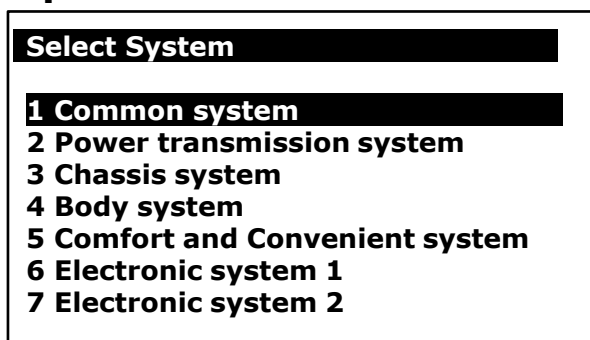 Select System
1 Common system
2 Power transmission system
3 Chassis system
4 Body system
5 Comfort and Convenient system
6 Electronic system 1
7 Electronic system 2